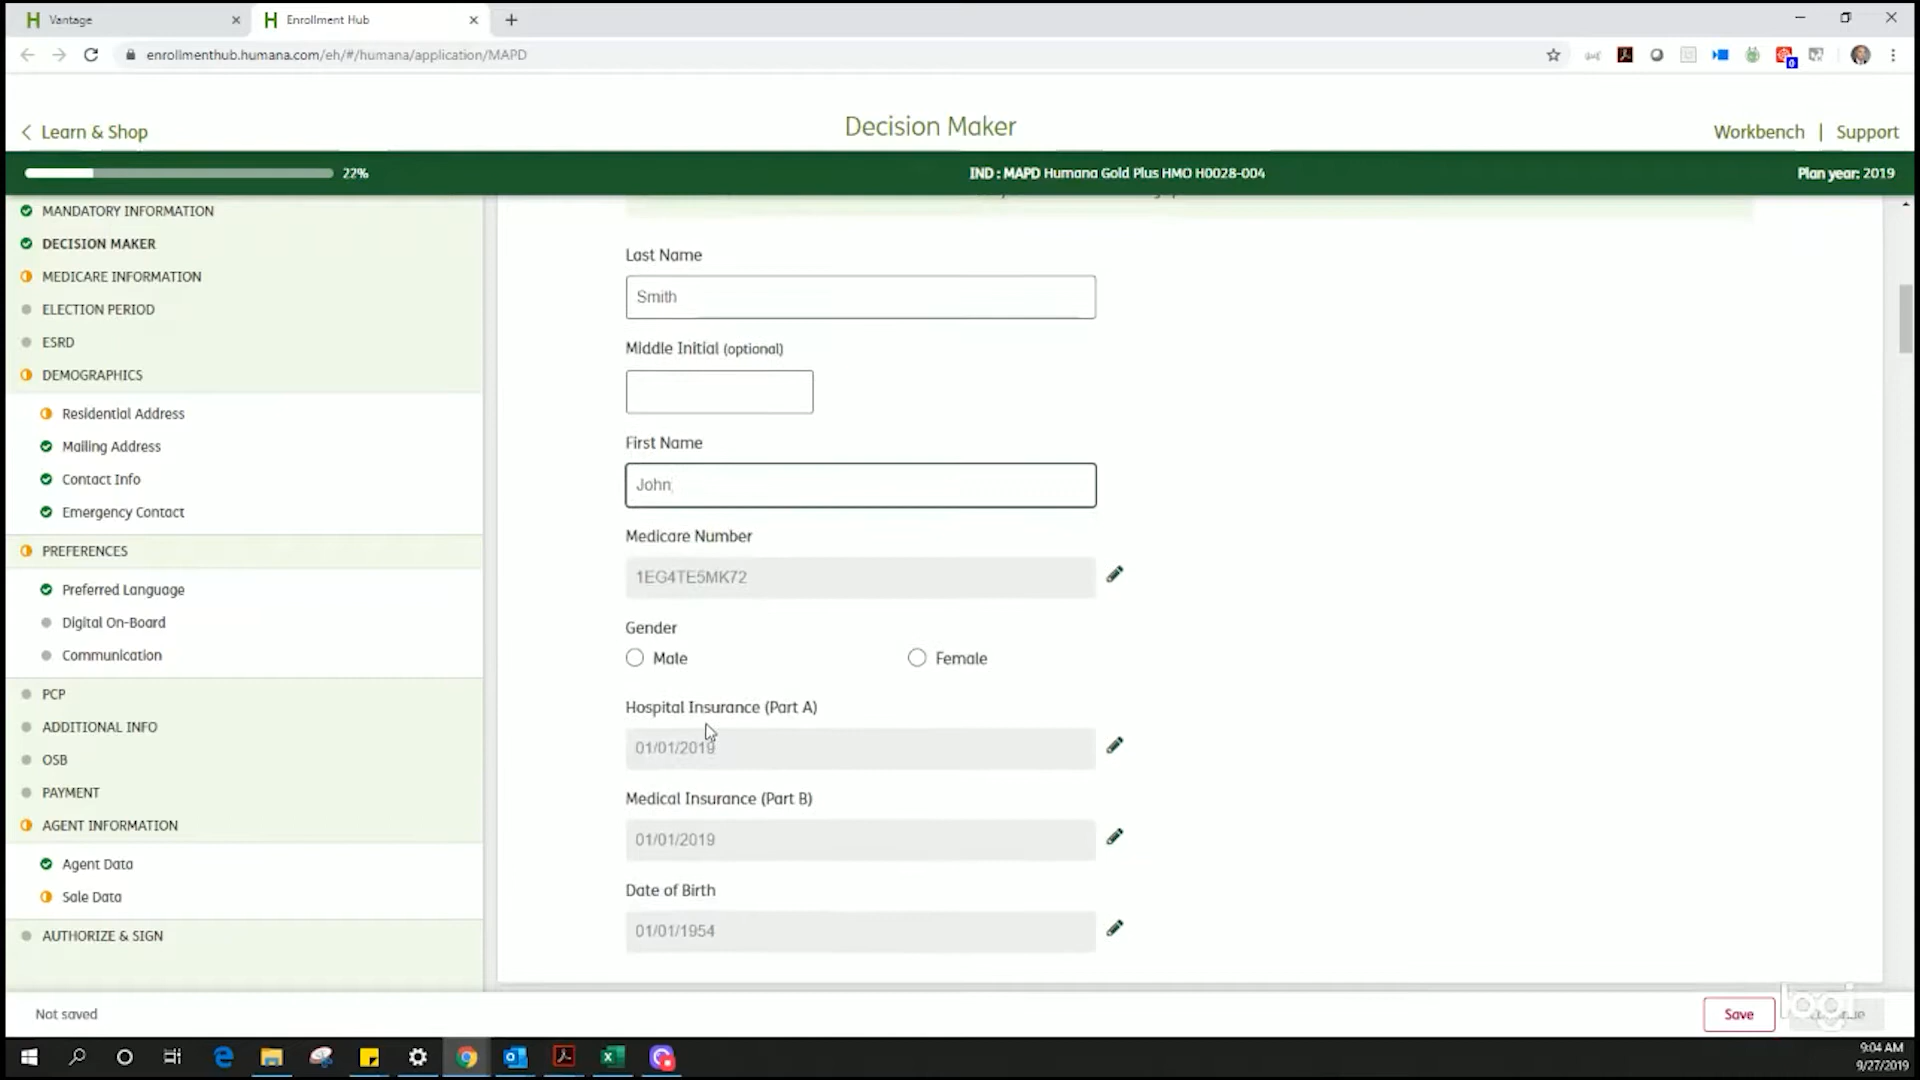 Vantage
Enrollment Hub
enrollmenthub.humana.com/eh/#/humana/application/MAPD
Learn & Shop
Decision Maker
Workbench | Support
22%
IND : MAPD Humana Gold Plus HMO H0028-004
Plan year: 2019
MANDATORY INFORMATION
DECISION MAKER
MEDICARE INFORMATION
ELECTION PERIOD
ESRD
DEMOGRAPHICS
Residential Address
Mailing Address
Contact Info
Emergency Contact
PREFERENCES
Preferred Language
Digital On-Board
Communication
PCP
ADDITIONAL INFO
OSB
PAYMENT
AGENT INFORMATION
Agent Data
Sale Data
AUTHORIZE & SIGN
Last Name
Smith
Middle Initial (optional)
First Name
John
Medicare Number
1EG4TE5MK72
Gender
Male
Female
Hospital Insurance (Part A)
01/01/2019
Medical Insurance (Part B)
01/01/2019
Date of Birth
01/01/1954
Not saved
Save
logi
9:04 AM
9/27/2019